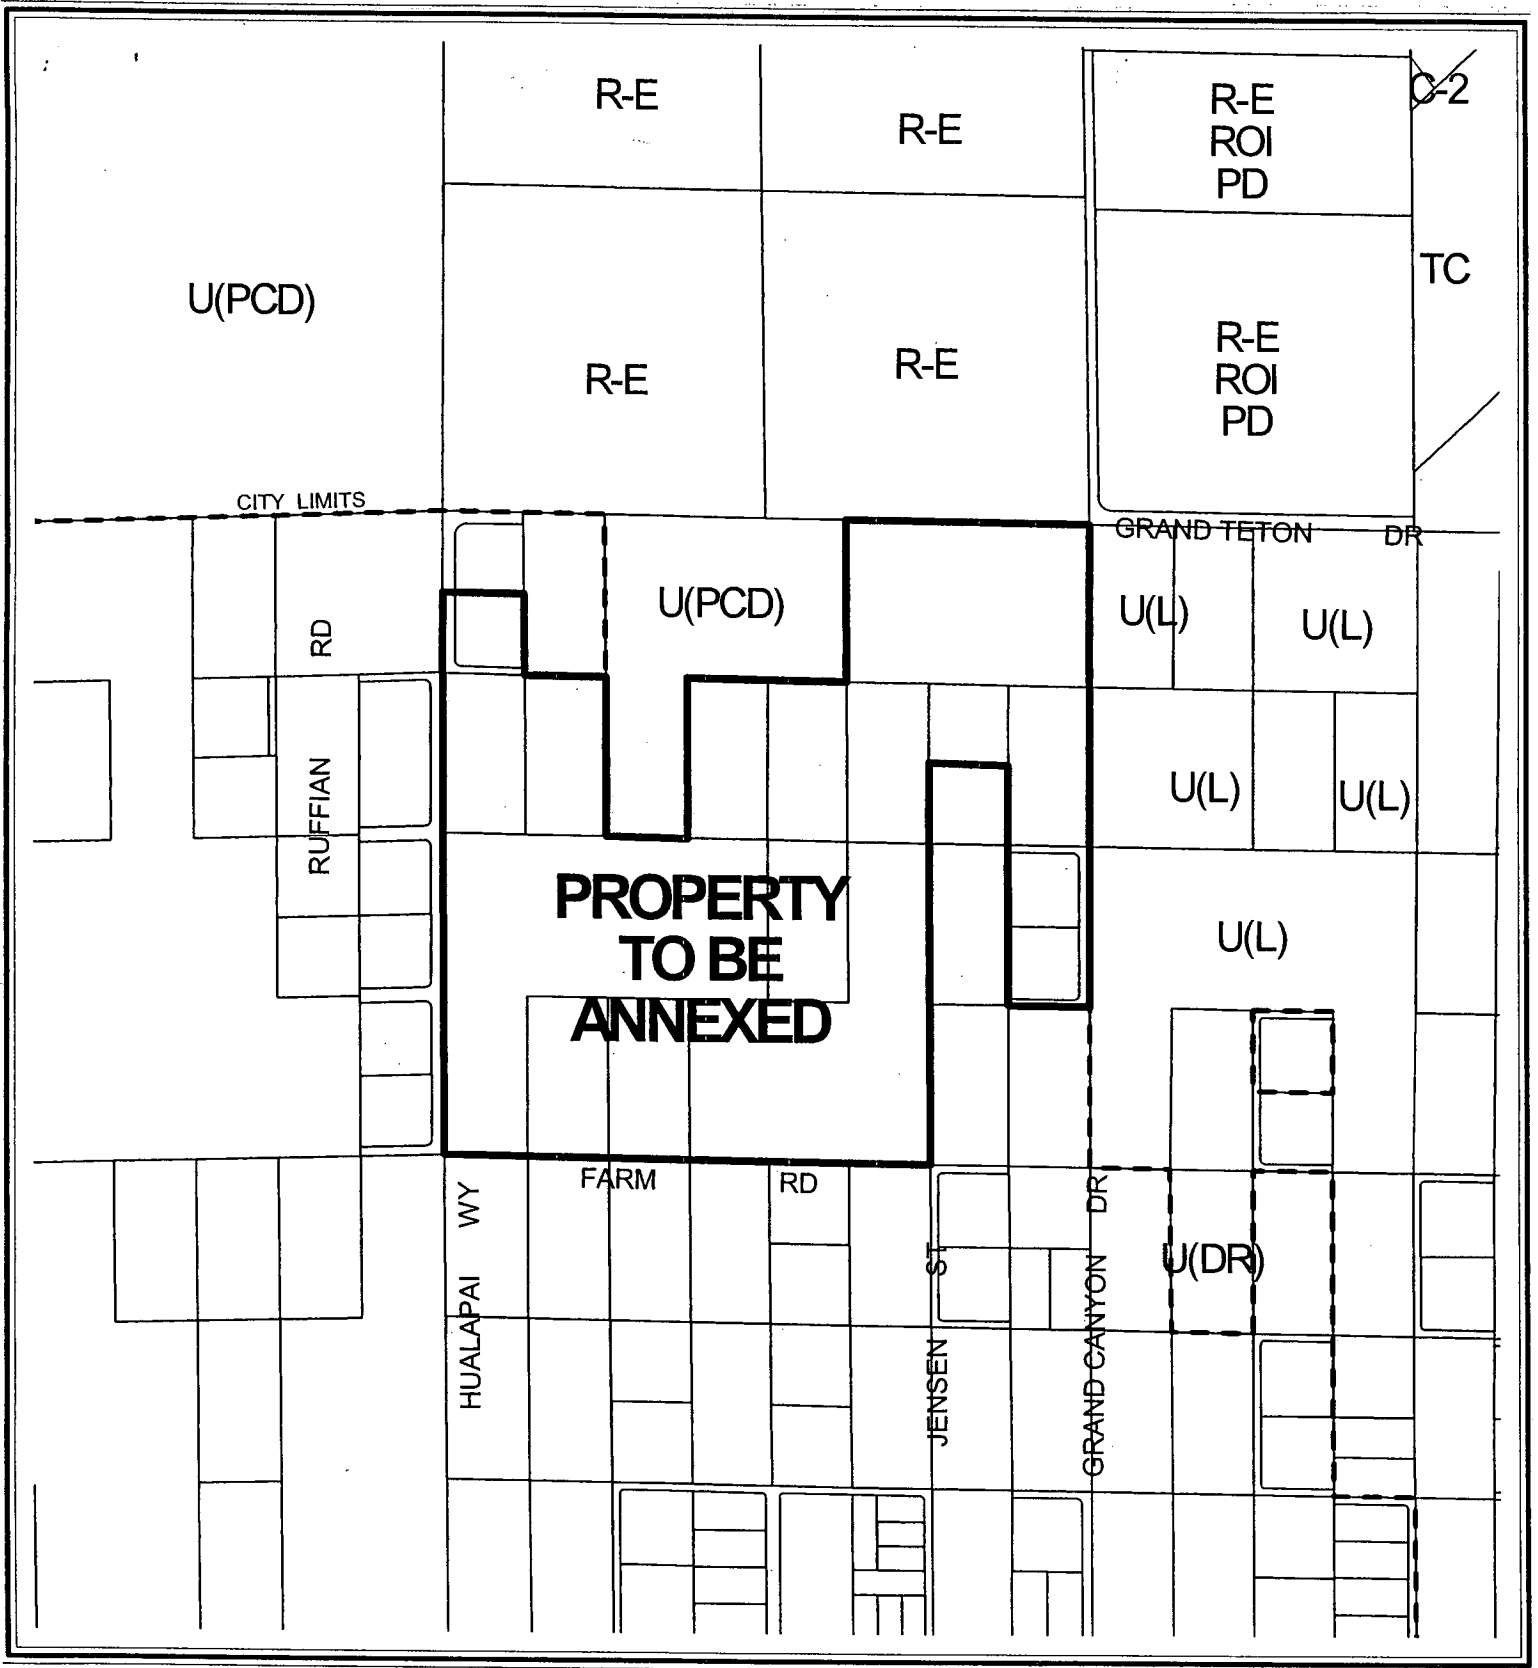 R-E
R-E
R-E
ROI
PD
C-2
TC
U(PCD)
R-E
R-E
R-E
ROI
PD
CITY LIMITS
GRAND TETON DR
U(PCD)
U(L)
U(L)
RUFFIAN RD
U(L)
U(L)
PROPERTY
TO BE
ANNEXED
U(L)
FARM RD
HUALAPAI WY
JENSEN ST
GRAND CANYON DR
U(DR)